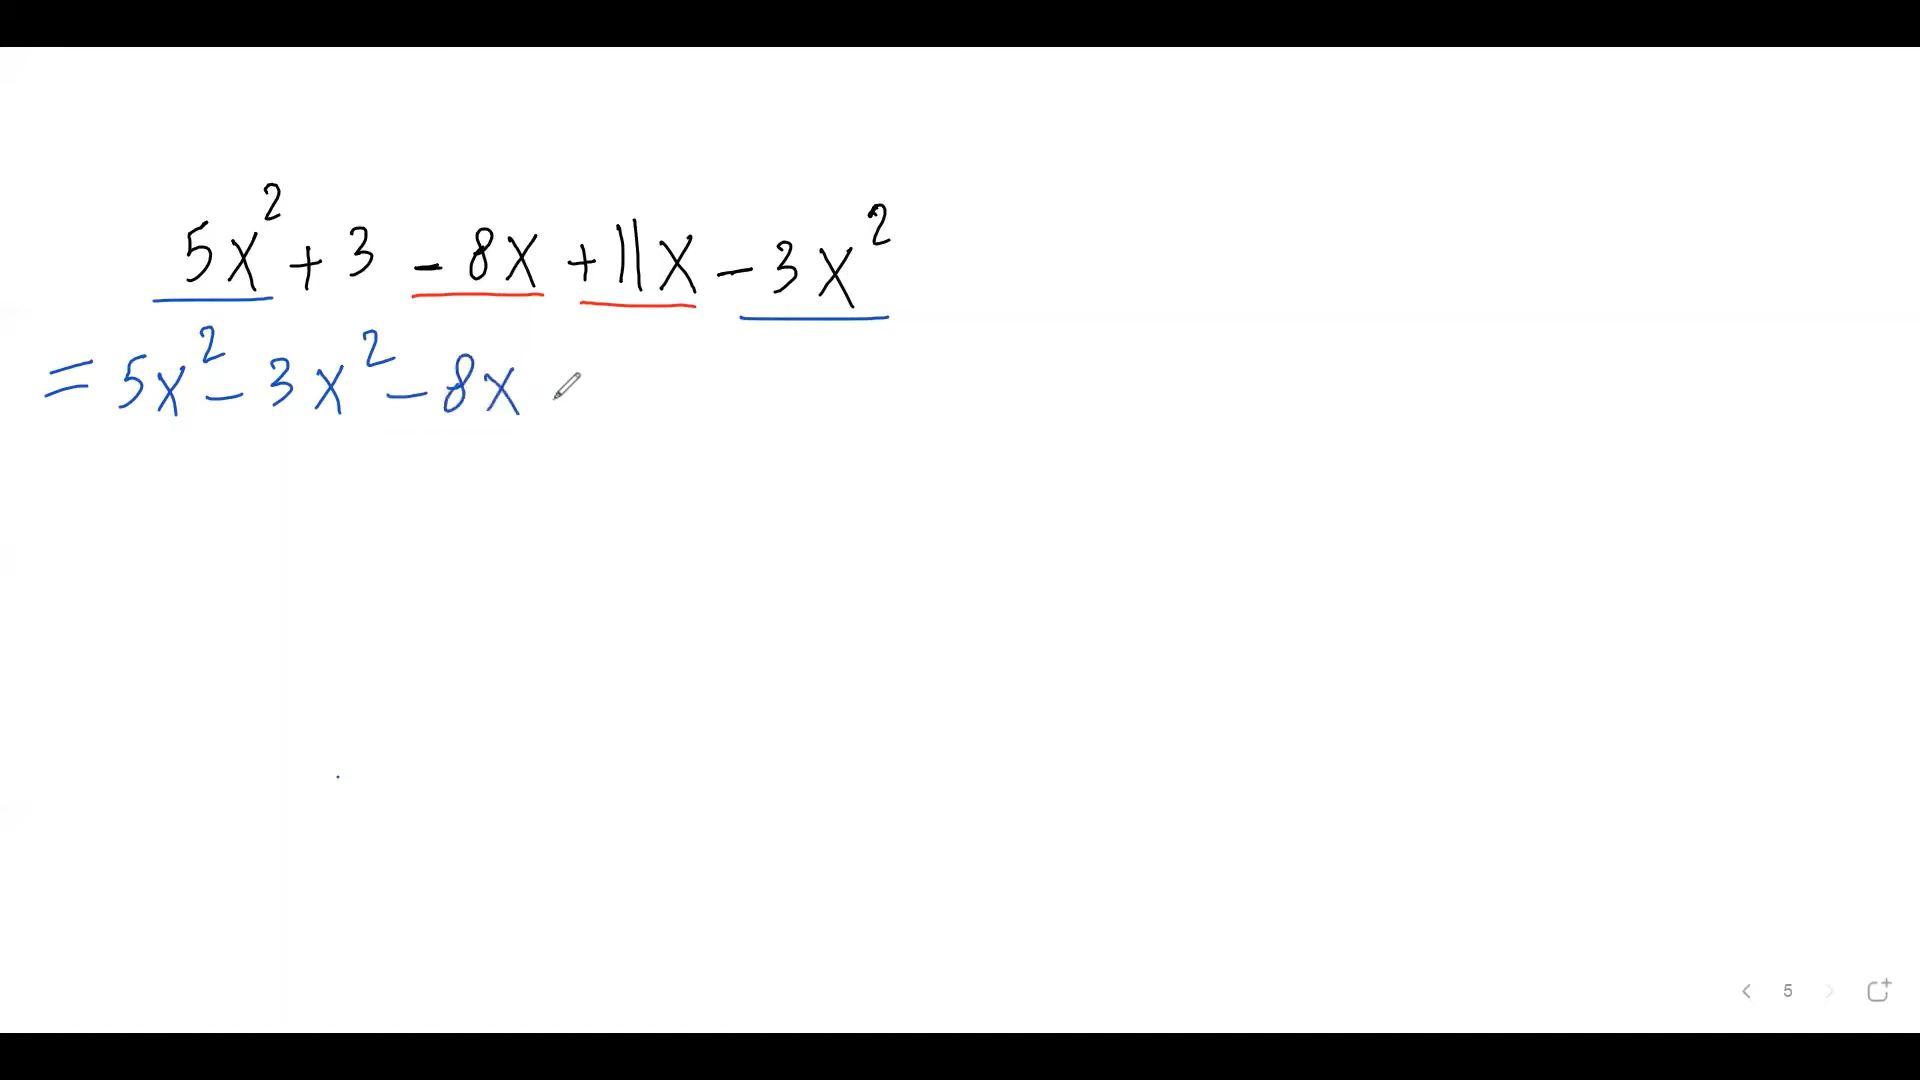 5x² + 3 - 8x + 11x - 3x²
= 5x² - 3x² - 8x
5